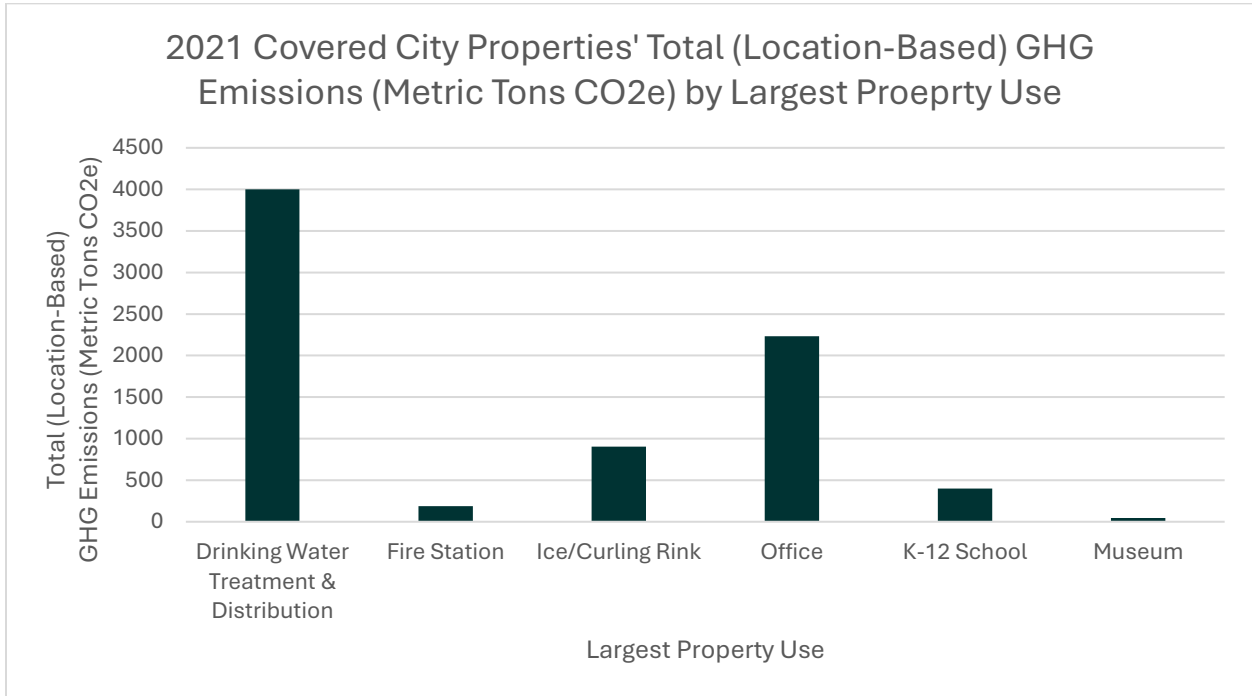 2021 Covered City Properties' Total (Location-Based) GHG
Emissions (Metric Tons CO2e) by Largest Proeprty Use
Total (Location-Based)
GHG Emissions (Metric Tons CO2e)
4500
4000
3500
3000
2500
2000
1500
1000
500
0
Drinking Water
Treatment &
Distribution
Fire Station
Ice/Curling Rink
Office
K-12 School
Museum
Largest Property Use